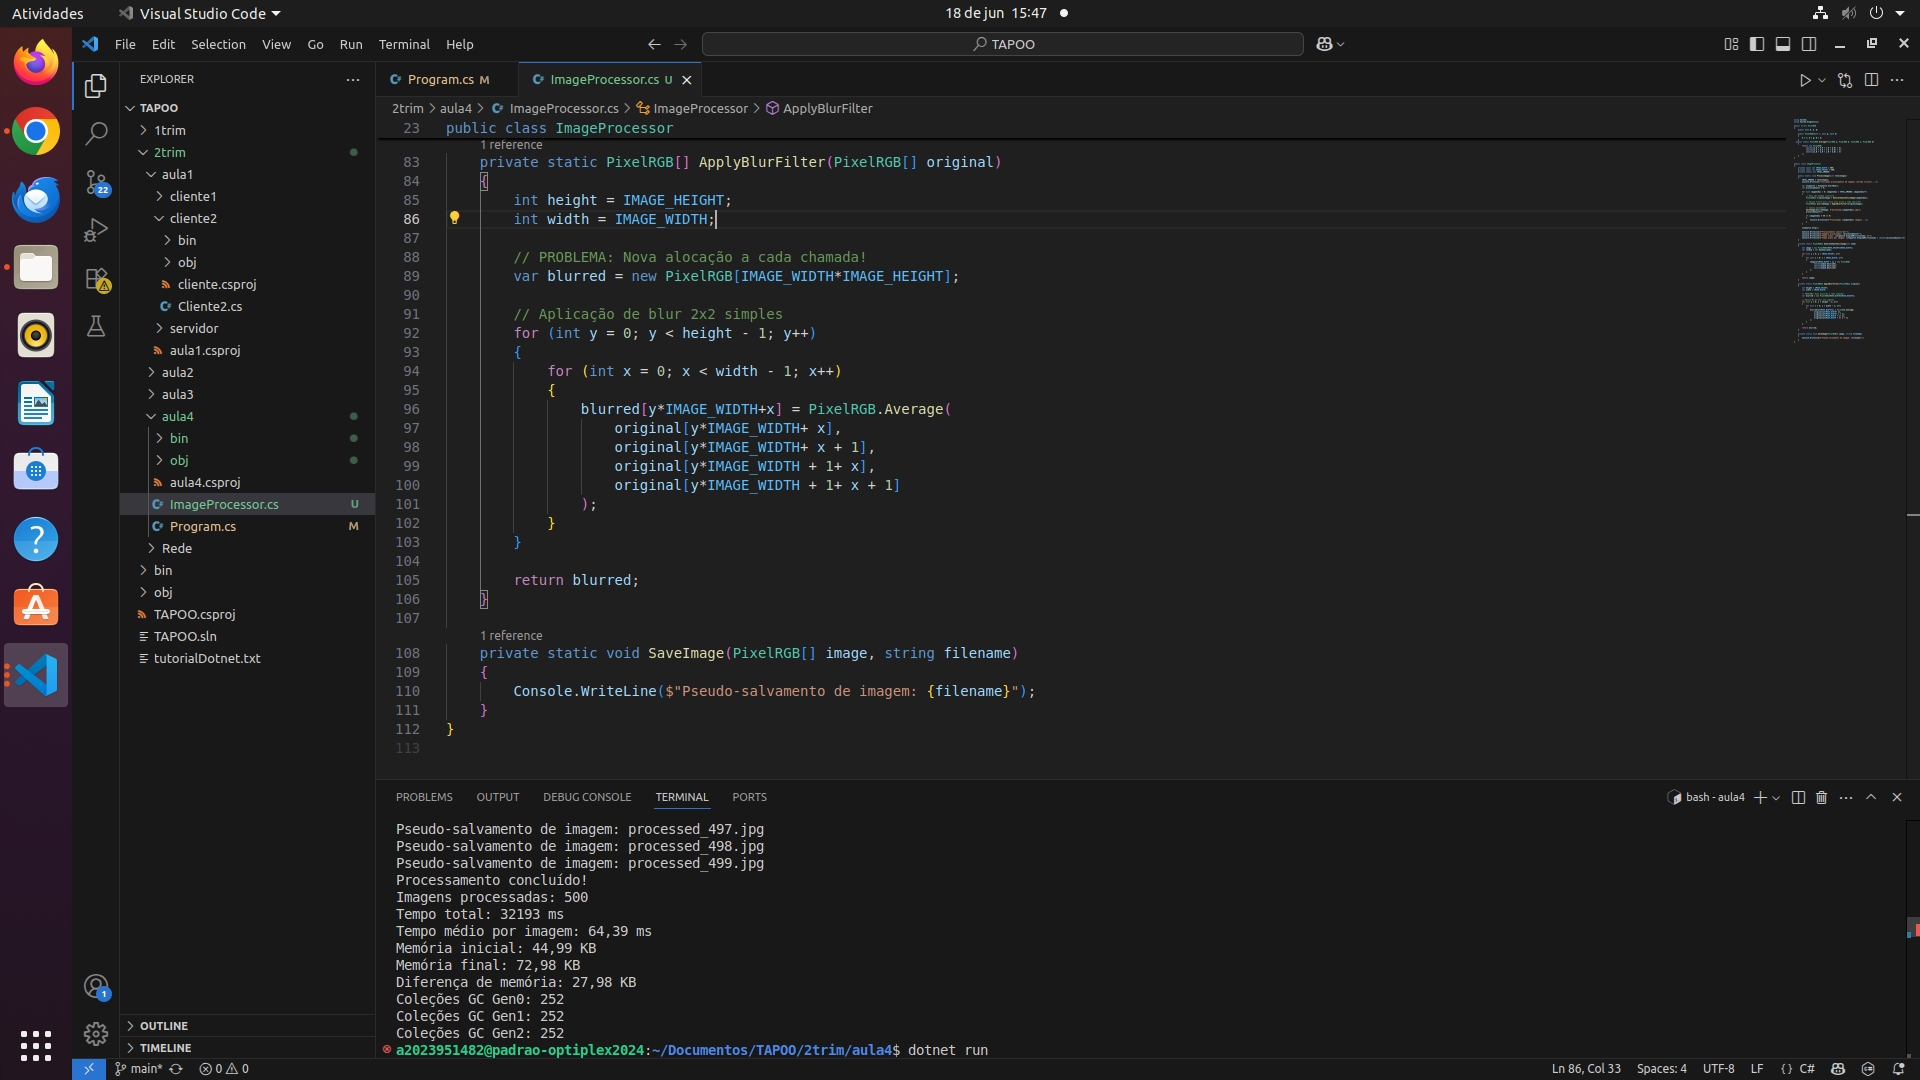 Atividades
Visual Studio Code
18 de jun 15:47
File Edit Selection View Go Run Terminal Help
TAPOO
EXPLORER
TAPOO
1trim
2trim
aula1
cliente1
cliente2
bin
obj
cliente.csproj
Cliente2.cs
servidor
aula1.csproj
aula2
aula3
aula4
bin
obj
aula4.csproj
ImageProcessor.cs U
Program.cs M
Rede
bin
obj
TAPOO.csproj
TAPOO.sln
tutorialDotnet.txt
OUTLINE
TIMELINE
22
1
Program.cs M
ImageProcessor.cs U
2trim > aula4 > ImageProcessor.cs > ImageProcessor > ApplyBlurFilter
23 public class ImageProcessor
1 reference
83 private static PixelRGB[] ApplyBlurFilter(PixelRGB[] original)
84 {
85 int height = IMAGE_HEIGHT;
86 int width = IMAGE_WIDTH;
87
88 // PROBLEMA: Nova alocação a cada chamada!
89 var blurred = new PixelRGB[IMAGE_WIDTH*IMAGE_HEIGHT];
90
91 // Aplicação de blur 2x2 simples
92 for (int y = 0; y < height - 1; y++)
93 {
94 for (int x = 0; x < width - 1; x++)
95 {
96 blurred[y*IMAGE_WIDTH+x] = PixelRGB.Average(
97 original[y*IMAGE_WIDTH+ x],
98 original[y*IMAGE_WIDTH+ x + 1],
99 original[y*IMAGE_WIDTH + 1+ x],
100 original[y*IMAGE_WIDTH + 1+ x + 1]
101 );
102 }
103 }
104
105 return blurred;
106 }
107
1 reference
108 private static void SaveImage(PixelRGB[] image, string filename)
109 {
110 Console.WriteLine($"Pseudo-salvamento de imagem: {filename}");
111 }
112 }
113
PROBLEMS OUTPUT DEBUG CONSOLE TERMINAL PORTS
bash - aula4
Pseudo-salvamento de imagem: processed_497.jpg
Pseudo-salvamento de imagem: processed_498.jpg
Pseudo-salvamento de imagem: processed_499.jpg
Processamento concluído!
Imagens processadas: 500
Tempo total: 32193 ms
Tempo médio por imagem: 64,39 ms
Memória inicial: 44,99 KB
Memória final: 72,98 KB
Diferença de memória: 27,98 KB
Coleções GC Gen0: 252
Coleções GC Gen1: 252
Coleções GC Gen2: 252
a2023951482@padrao-optiplex2024:~/Documentos/TAPOO/2trim/aula4$ dotnet run
main* 0 0
Ln 86, Col 33 Spaces: 4 UTF-8 LF {} C#